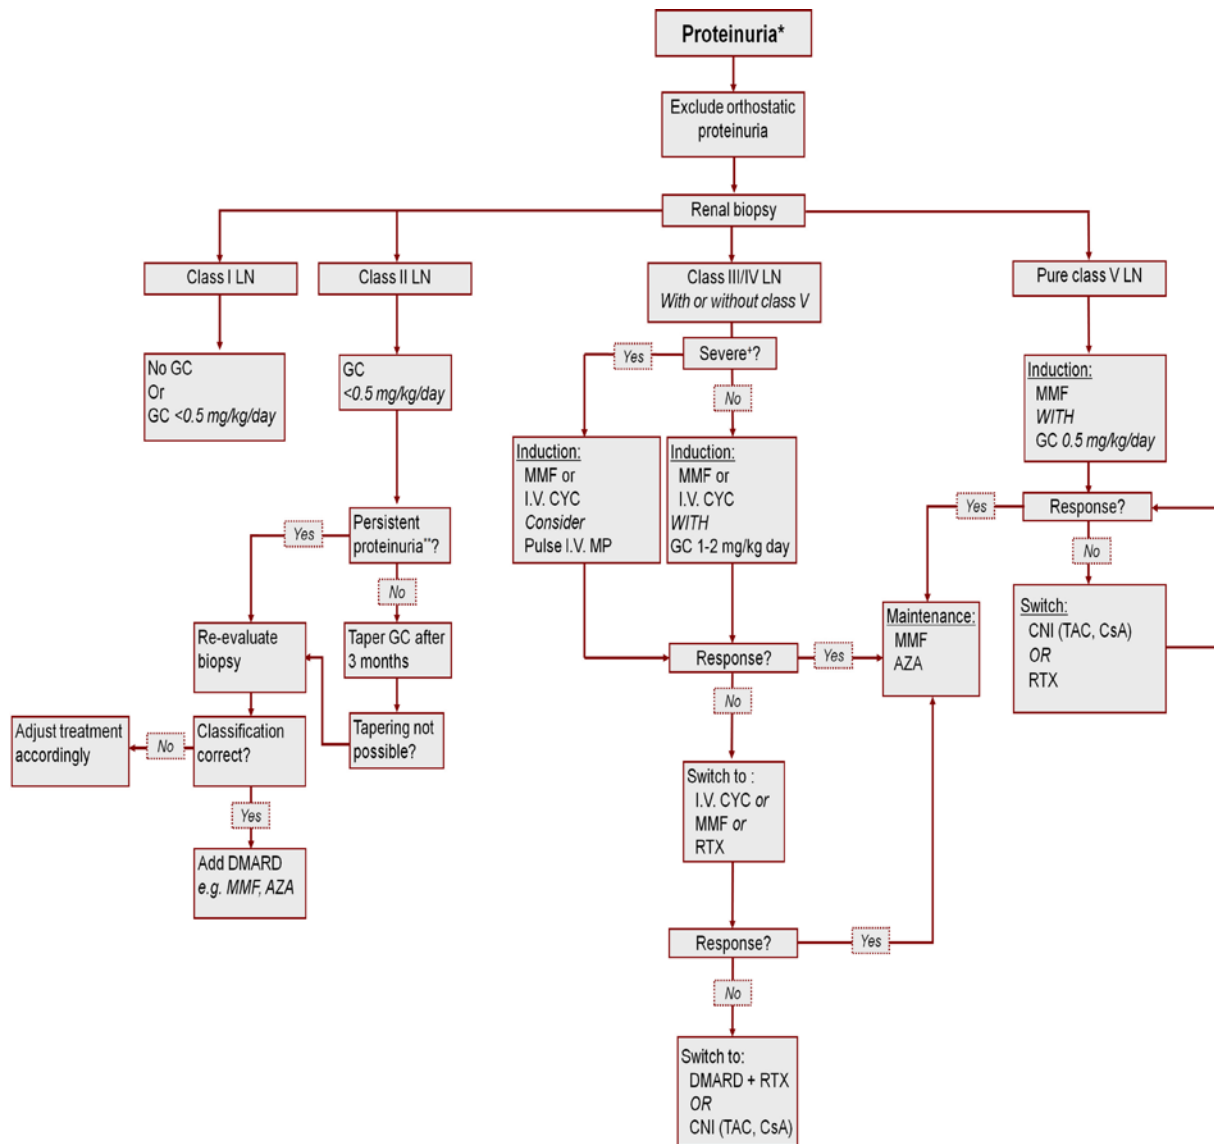 Proteinuria*
Exclude orthostatic
proteinuria
Renal biopsy
Class I LN
Class II LN
Class III/IV LN
With or without class V
Pure class V LN
No GC
Or
GC <0.5 mg/kg/day
GC
<0.5 mg/kg/day
Yes
Severe+?
No
Induction:
MMF
WITH
GC 0.5 mg/kg/day
Induction:
MMF or
I.V. CYC
Consider
Pulse I.V. MP
Induction:
MMF or
I.V. CYC
WITH
GC 1-2 mg/kg day
Yes
Response?
No
Yes
Persistent
proteinuria**?
No
Switch:
CNI (TAC, CsA)
OR
RTX
Maintenance:
MMF
AZA
Re-evaluate
biopsy
Taper GC after
3 months
Response?
Yes
No
Adjust treatment
accordingly
No
Classification
correct?
Tapering not
possible?
Yes
Switch to :
I.V. CYC or
MMF or
RTX
Add DMARD
e.g. MMF, AZA
Response?
Yes
No
Switch to:
DMARD + RTX
OR
CNI (TAC, CsA)